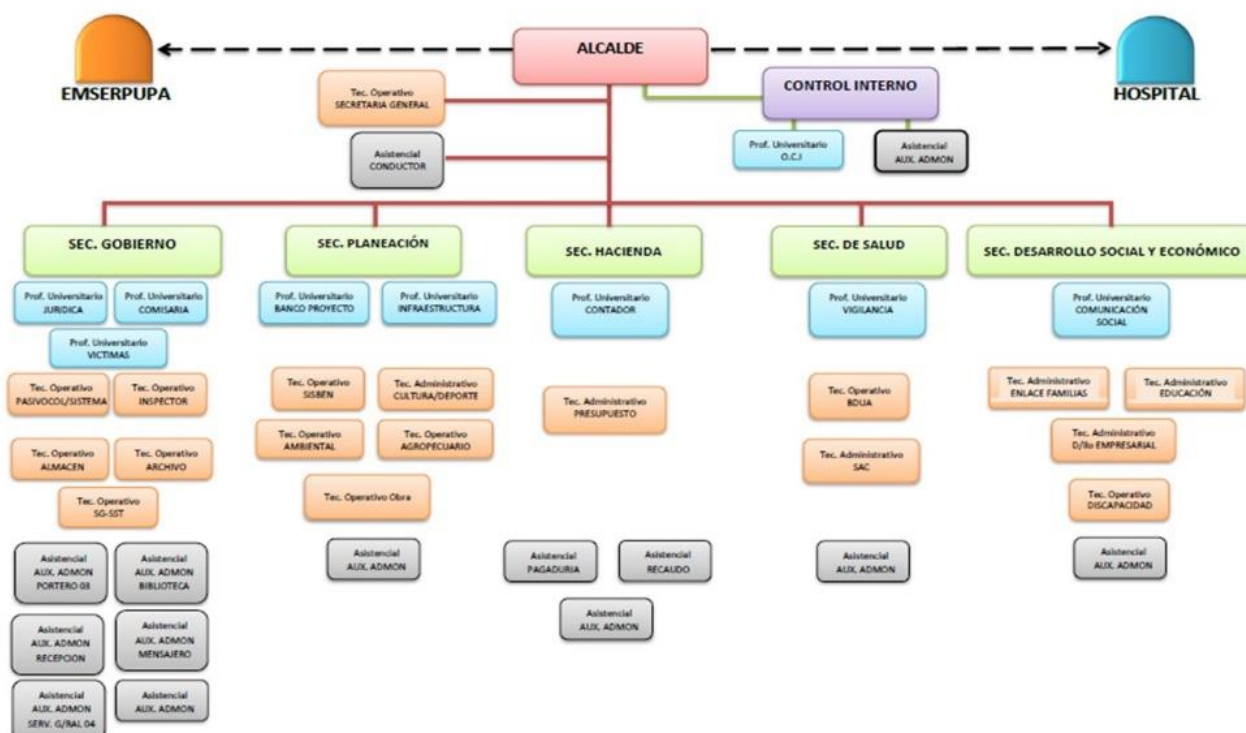 ALCALDE
EMSERPUPA
HOSPITAL
Tec. Operativo
SECRETARIA GENERAL
CONTROL INTERNO
Asistencial
CONDUCTOR
Prof. Universitario
O.C.I
Asistencial
AUX. ADMON
SEC. GOBIERNO
SEC. PLANEACIÓN
SEC. HACIENDA
SEC. DE SALUD
SEC. DESARROLLO SOCIAL Y ECONÓMICO
Prof. Universitario
JURIDICA
Prof. Universitario
COMISARIA
Prof. Universitario
VICTIMAS
Tec. Operativo
PASIVOCOL/SISTEMA
Tec. Operativo
INSPECTOR
Tec. Operativo
ALMACEN
Tec. Operativo
ARCHIVO
Tec. Operativo
SG-SST
Asistencial
AUX. ADMON
PORTERO 03
Asistencial
AUX. ADMON
BIBLIOTECA
Asistencial
AUX. ADMON
RECEPCION
Asistencial
AUX. ADMON
MENSAJERO
Asistencial
AUX. ADMON
SERV. G/RAL 04
Asistencial
AUX. ADMON
Prof. Universitario
BANCO PROYECTO
Prof. Universitario
INFRAESTRUCTURA
Tec. Operativo
SISBEN
Tec. Administrativo
CULTURA/DEPORTE
Tec. Operativo
AMBIENTAL
Tec. Operativo
AGROPECUARIO
Tec. Operativo Obra
Asistencial
AUX. ADMON
Prof. Universitario
CONTADOR
Tec. Administrativo
PRESUPUESTO
Asistencial
PAGADURIA
Asistencial
RECAUDO
Asistencial
AUX. ADMON
Prof. Universitario
VIGILANCIA
Tec. Operativo
BDUA
Tec. Administrativo
SAC
Asistencial
AUX. ADMON
Prof. Universitario
COMUNICACIÓN
SOCIAL
Tec. Administrativo
ENLACE FAMILIAS
Tec. Administrativo
EDUCACIÓN
Tec. Administrativo
D/llo EMPRESARIAL
Tec. Operativo
DISCAPACIDAD
Asistencial
AUX. ADMON